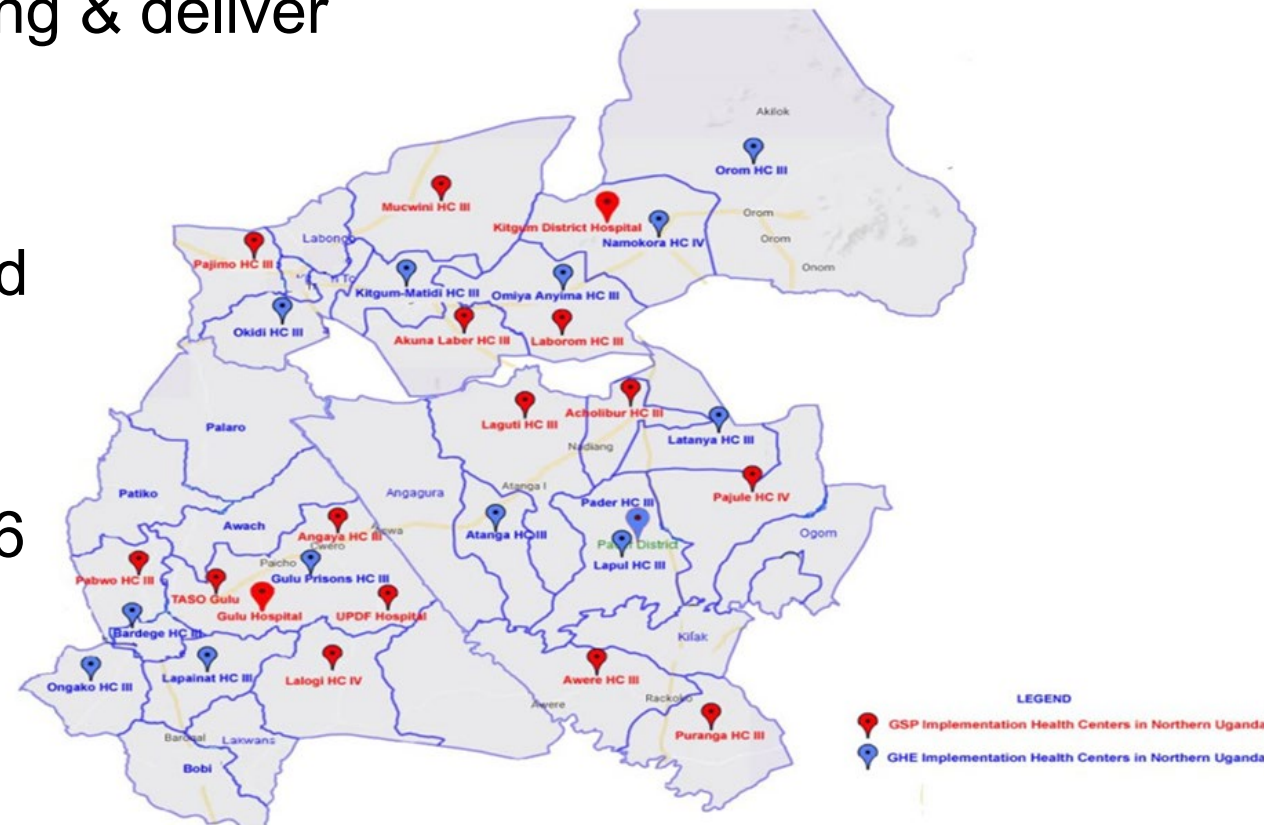 ng & deliver
d
6
Akilok
Orom HC III
Mucwini HC III
Kitgum District Hospital
Orom
Namokora HC IV
Labongo
Orom
Pajimo HC III
Onom
Kitgum-Matidi HC III
Omiya Anyima HC III
Okidi HC III
Akuna Laber HC III
Laborom HC III
Acholibur HC III
Laguti HC III
Palaro
Latanya HC III
Nadiang
Atanga I
Patiko
Angagura
Pajule HC IV
Pader HC III
Awach
Angaya HC III
Atanga HC III
Ogom
Owero
District
Paicho
Lapul HC III
Pabwo HC III
Gulu Prisons HC III
TASO Gulu
Gulu Hospital
UPDF Hospital
Bardege HC III
Kilak
Lapainat HC III
Lalogi HC IV
Awere HC III
Ongako HC III
Rackoko
Awere
LEGEND
GSP Implementation Health Centers in Northern Uganda
Puranga HC III
Lakwans
GHE Implementation Health Centers in Northern Uganda
Bobi